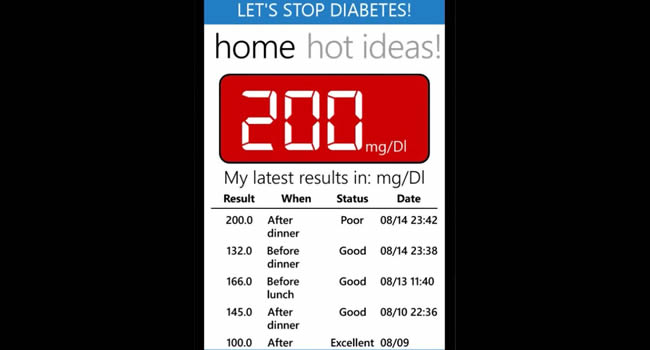 LET'S STOP DIABETES!
home hot ideas!
200 mg/Dl
My latest results in: mg/Dl
Result When Status Date
200.0 After dinner Poor 08/14 23:42
132.0 Before dinner Good 08/14 23:38
166.0 Before lunch Good 08/13 11:40
145.0 After dinner Good 08/10 22:36
100.0 After Excellent 08/09